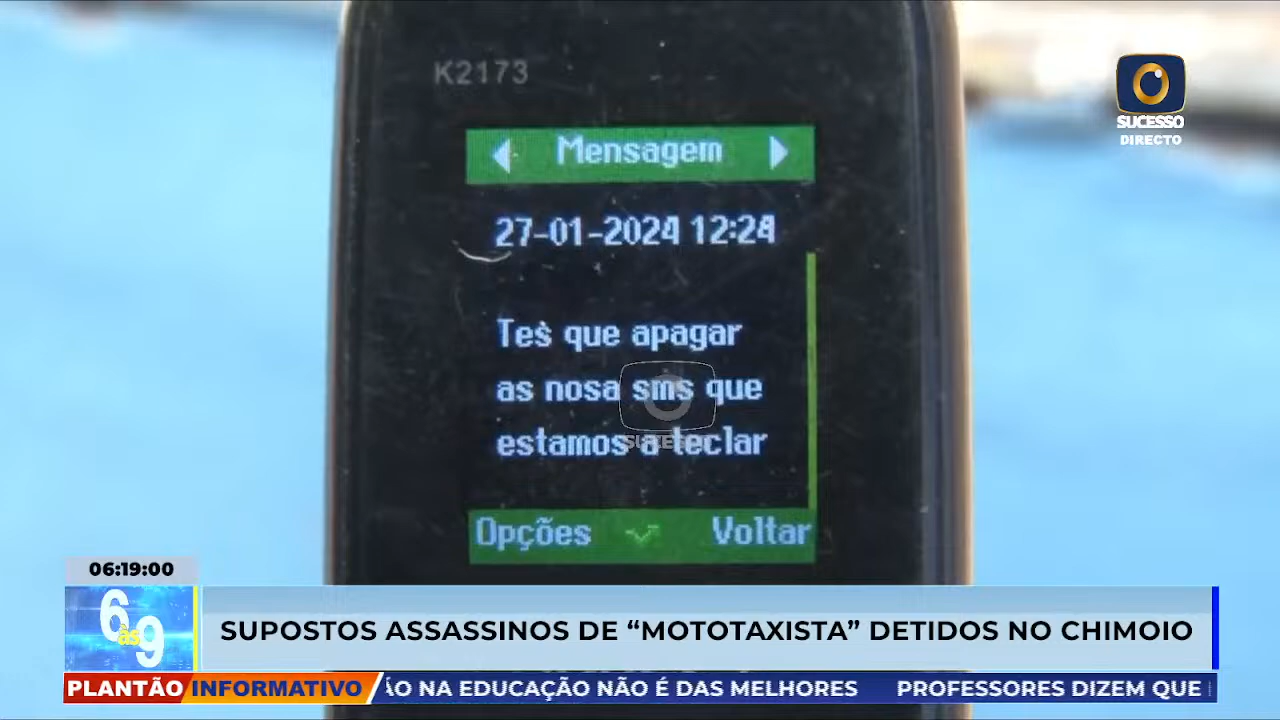 K2173
Mensagem
27-01-2024 12:24
Tes que apagar
as nosa sms que
estamos a teclar
Opções Voltar
SUCESSO
DIRECTO
SUCESSO
06:19:00
6 às 9
SUPOSTOS ASSASSINOS DE “MOTOTAXISTA” DETIDOS NO CHIMOIO
PLANTÃO INFORMATIVO
ÃO NA EDUCAÇÃO NÃO É DAS MELHORES PROFESSORES DIZEM QUE